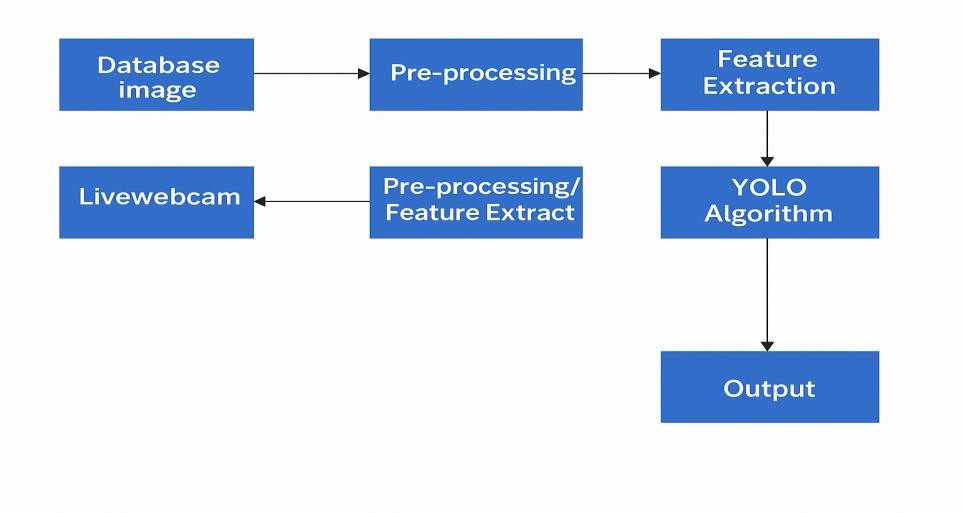 Database
image
Pre-processing
Feature
Extraction
Livewebcam
Pre-processing/
Feature Extract
YOLO
Algorithm
Output